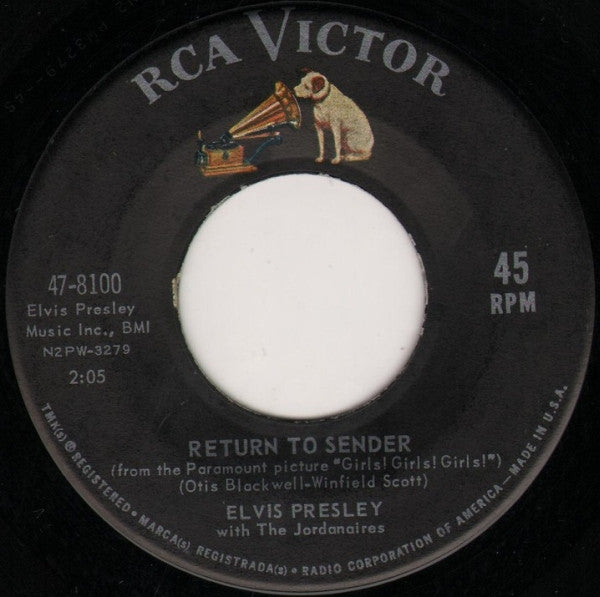 RCA VICTOR
47-8100
Elvis Presley
Music Inc., BMI
N2PW-3279
2:05
45
RPM
RETURN TO SENDER
(from the Paramount picture "Girls! Girls! Girls!")
(Otis Blackwell-Winfield Scott)
ELVIS PRESLEY
with The Jordanaires
TMK(s) ® REGISTERED • MARCA(s) REGISTRADA(s) • RADIO CORPORATION OF AMERICA—MADE IN U.S.A.